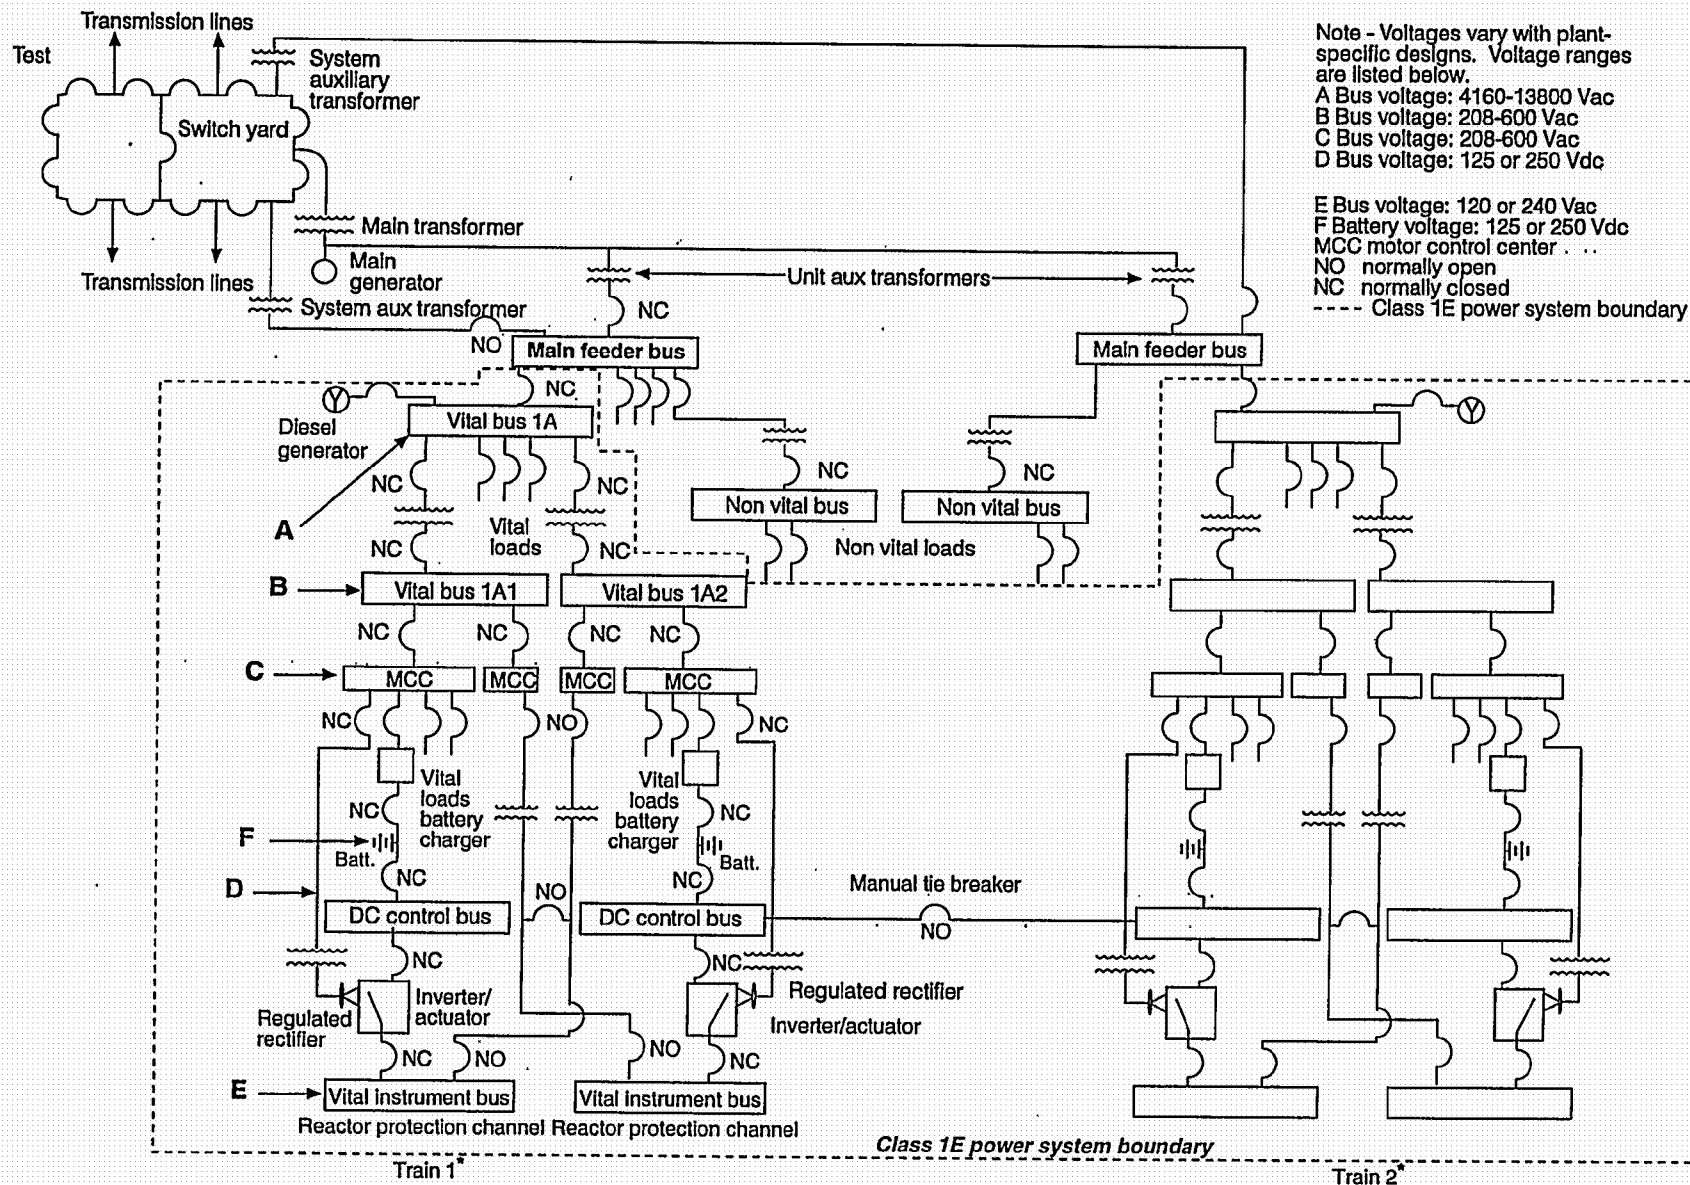 Transmission lines
Test
System
auxiliary
transformer
Switch yard
Note - Voltages vary with plant-
specific designs. Voltage ranges
are listed below.
A Bus voltage: 4160-13800 Vac
B Bus voltage: 208-600 Vac
C Bus voltage: 208-600 Vac
D Bus voltage: 125 or 250 Vdc
E Bus voltage: 120 or 240 Vac
F Battery voltage: 125 or 250 Vdc
MCC motor control center
NO normally open
NC normally closed
---- Class 1E power system boundary
Main transformer
Main
generator
Transmission lines
Unit aux transformers
System aux transformer
NC
NO
Main feeder bus
Main feeder bus
NC
Y
Vital bus 1A
Y
Diesel
generator
NC
NC
NC
NC
Non vital bus
Non vital bus
A
Vital
loads
NC
NC
Non vital loads
B
Vital bus 1A1
Vital bus 1A2
NC
NC
NC
NC
C
MCC
MCC
MCC
MCC
NC
NO
NC
Vital
loads
battery
charger
Vital
loads
battery
charger
NC
NC
F
Batt.
Batt.
NC
NC
D
NO
Manual tie breaker
DC control bus
DC control bus
NO
NC
NC
Inverter/
actuator
Regulated rectifier
Regulated
rectifier
Inverter/actuator
NC
NO
NO
NC
E
Vital instrument bus
Vital instrument bus
Reactor protection channel
Reactor protection channel
Class 1E power system boundary
Train 1*
Train 2*